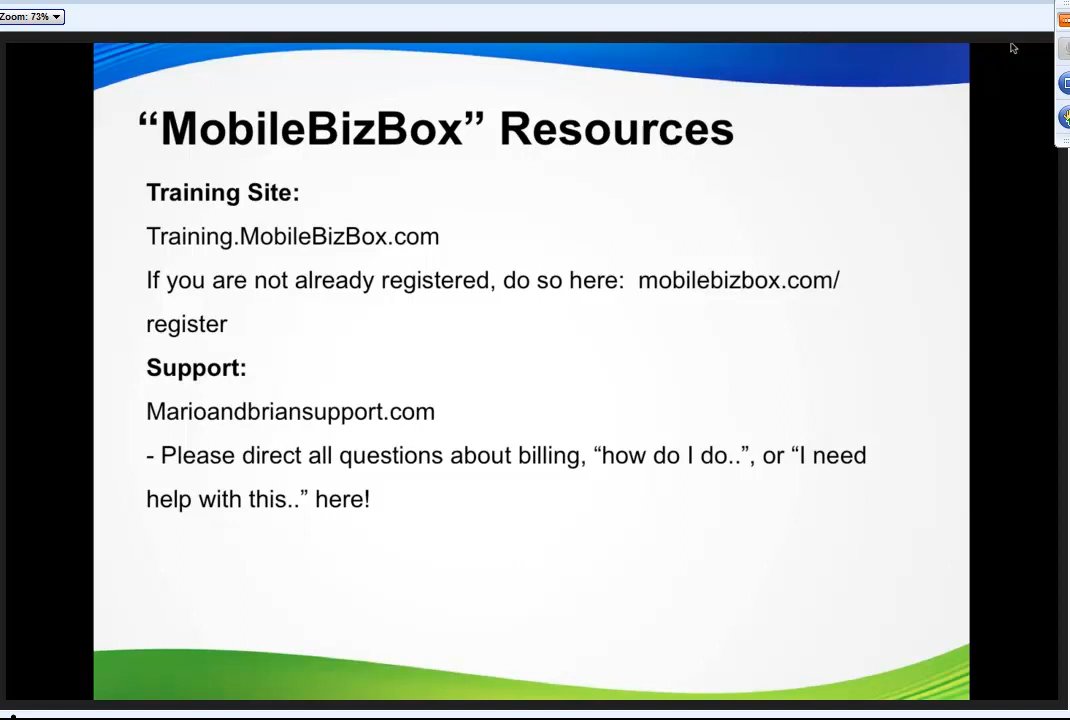 Zoom: 73%
“MobileBizBox” Resources
Training Site:
Training.MobileBizBox.com
If you are not already registered, do so here:  mobilebizbox.com/
register
Support:
Marioandbriansupport.com
- Please direct all questions about billing, “how do I do..”, or “I need
help with this..” here!